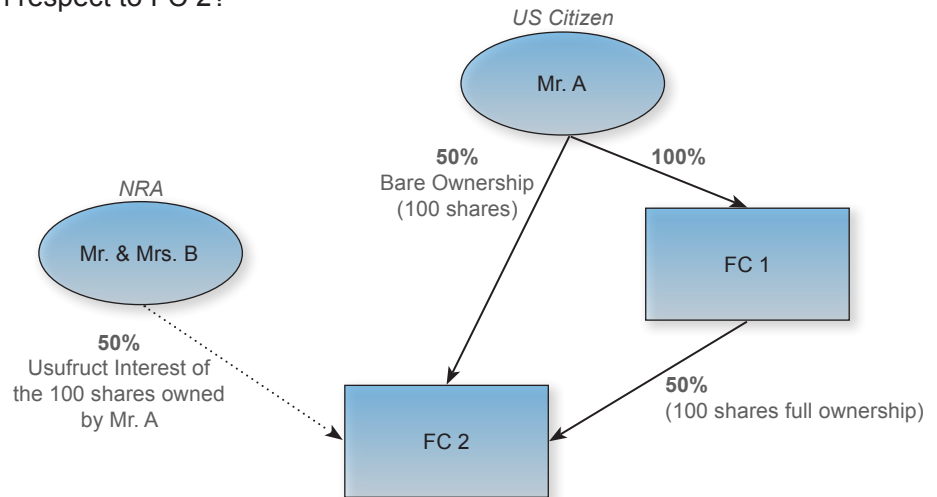 respect to FC 2?
US Citizen
Mr. A
50%
Bare Ownership
(100 shares)
100%
NRA
Mr. & Mrs. B
FC 1
50%
Usufruct Interest of
the 100 shares owned
by Mr. A
50%
(100 shares full ownership)
FC 2